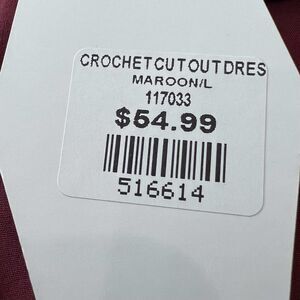 CROCHETCUTOUTDRES
MAROON/L
117033
$54.99
516614